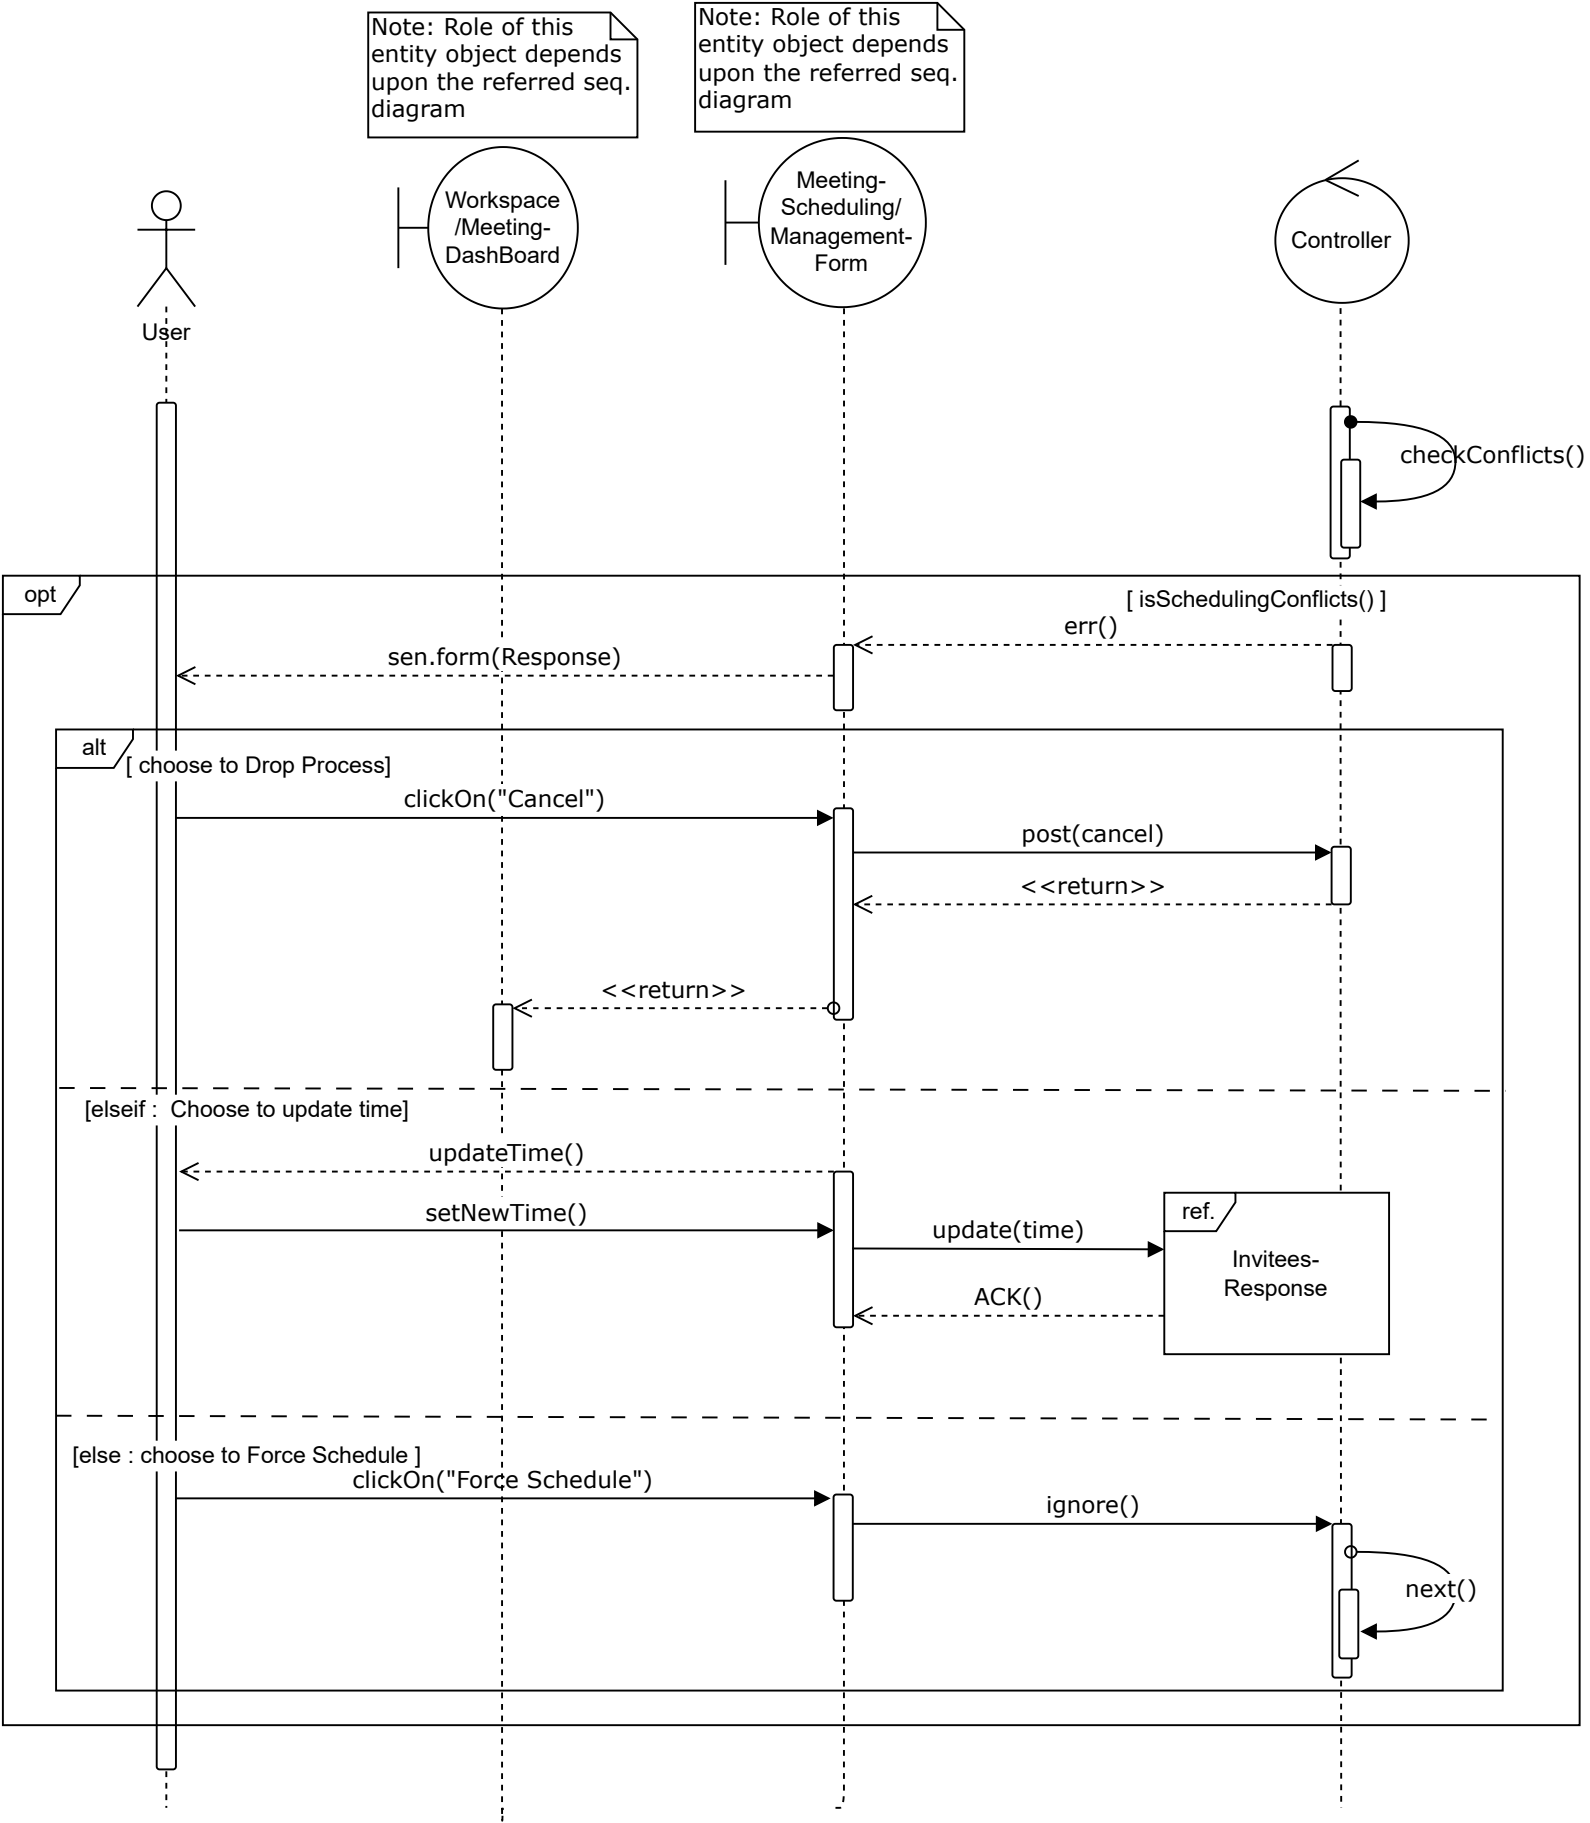 Note: Role of this
entity object depends
upon the referred seq.
diagram
Note: Role of this
entity object depends
upon the referred seq.
diagram
User
Workspace
/Meeting-
DashBoard
Meeting-
Scheduling/
Management-
Form
Controller
checkConflicts()
opt
[ isSchedulingConflicts() ]
err()
sen.form(Response)
alt
[ choose to Drop Process]
clickOn("Cancel")
post(cancel)
<<return>>
<<return>>
[elseif :  Choose to update time]
updateTime()
setNewTime()
update(time)
ref.
Invitees-
Response
ACK()
[else : choose to Force Schedule ]
clickOn("Force Schedule")
ignore()
next()